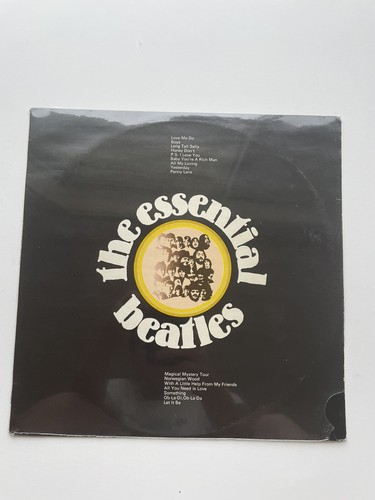 Love Me Do
Boys
Long Tall Sally
Honey Don't
P.S. I Love You
Baby You're A Rich Man
All My Loving
Yesterday
Penny Lane
the essential
beatles
Magical Mystery Tour
Norwegian Wood
With A Little Help From My Friends
All You Need is Love
Something
Ob-La-Di,Ob-La-Da
Let It Be